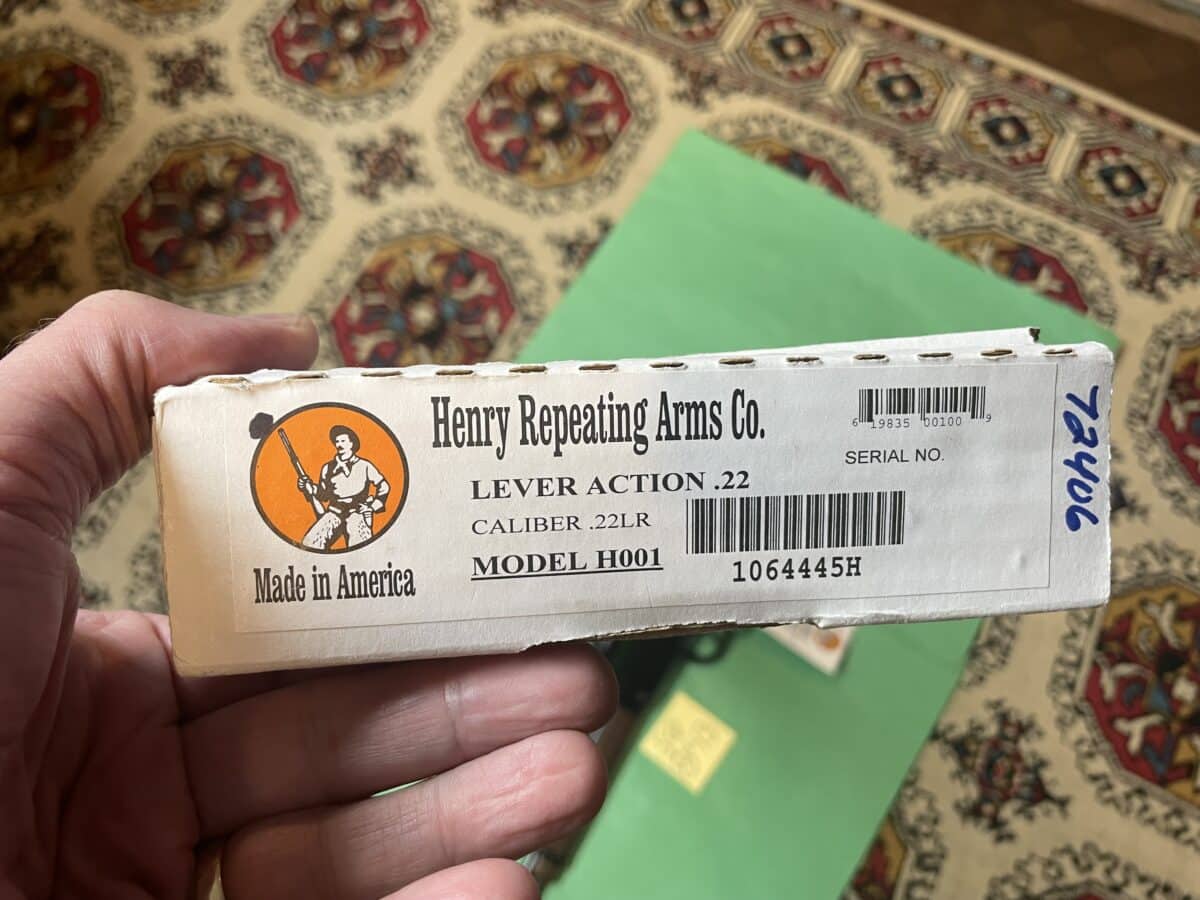 Henry Repeating Arms Co.
LEVER ACTION .22
CALIBER .22LR
MODEL H001
Made in America
6 19835 00100 9
SERIAL NO.
1064445H
72406